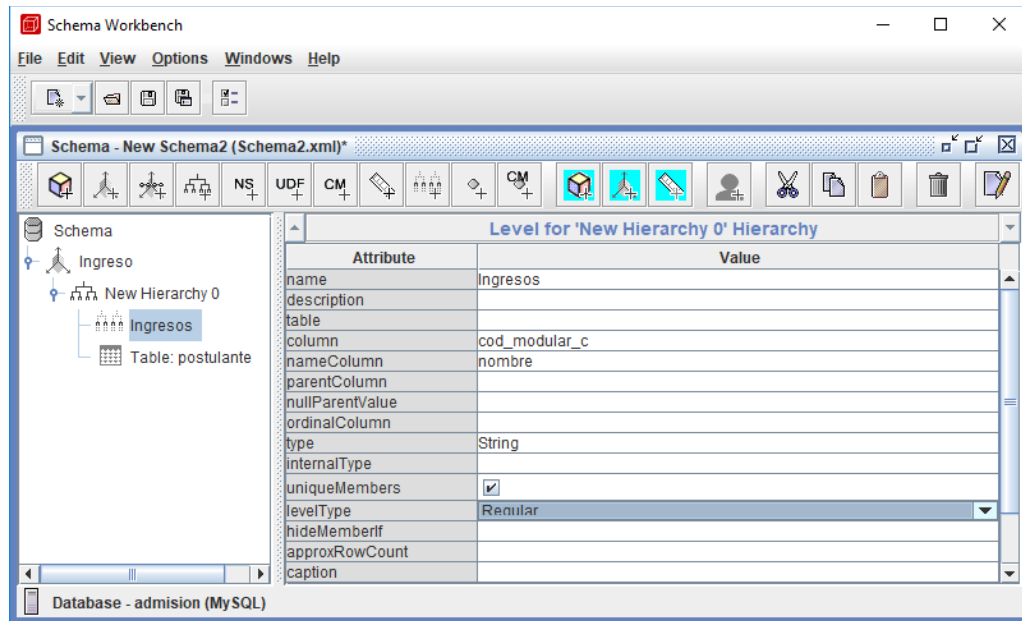 Schema Workbench
File Edit View Options Windows Help
Schema - New Schema2 (Schema2.xml)*
NS UDF CM CM
Schema
Ingreso
New Hierarchy 0
Ingresos
Table: postulante
Level for 'New Hierarchy 0' Hierarchy
Attribute Value
name Ingresos
description
table
column cod_modular_c
nameColumn nombre
parentColumn
nullParentValue
ordinalColumn
type String
internalType
uniqueMembers
levelType Regular
hideMemberIf
approxRowCount
caption
Database - admision (MySQL)